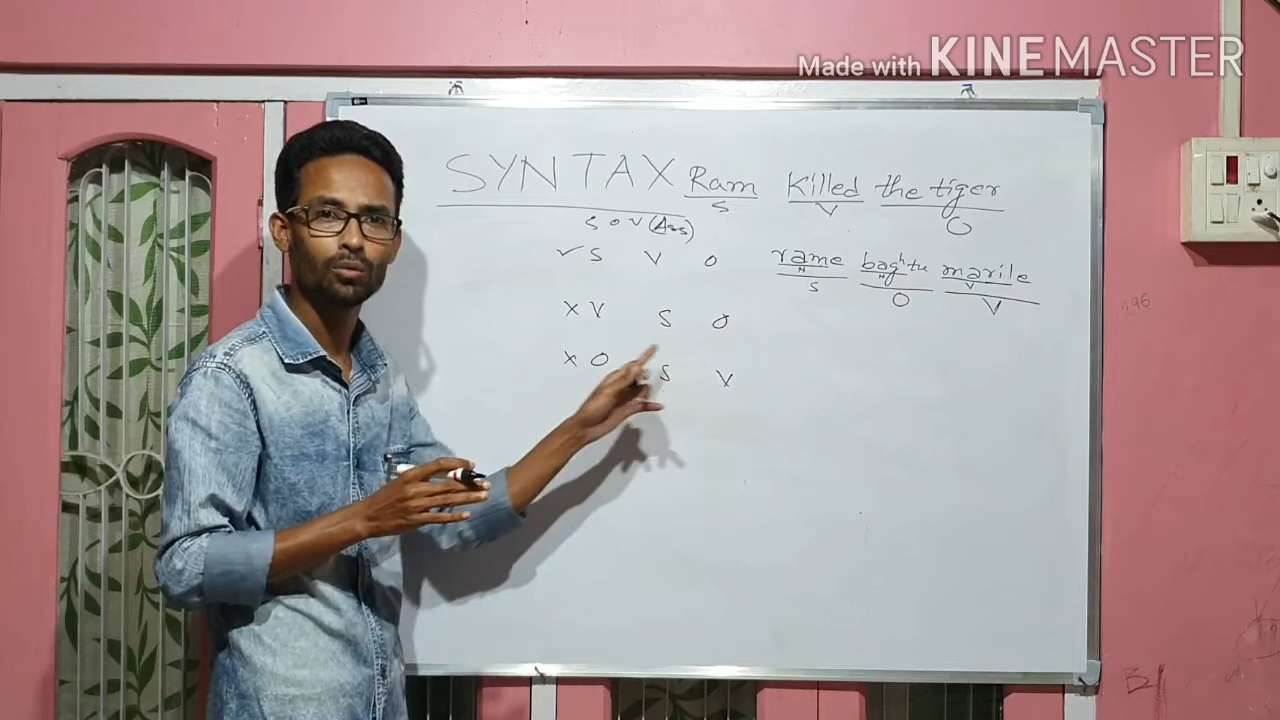 Made with KINEMASTER
SYNTAX Ram killed the tiger
S V O
S O V (Ass)
✓ S V O
rame bagʰtu marile
N N V
S O V
X V S O
X O S V